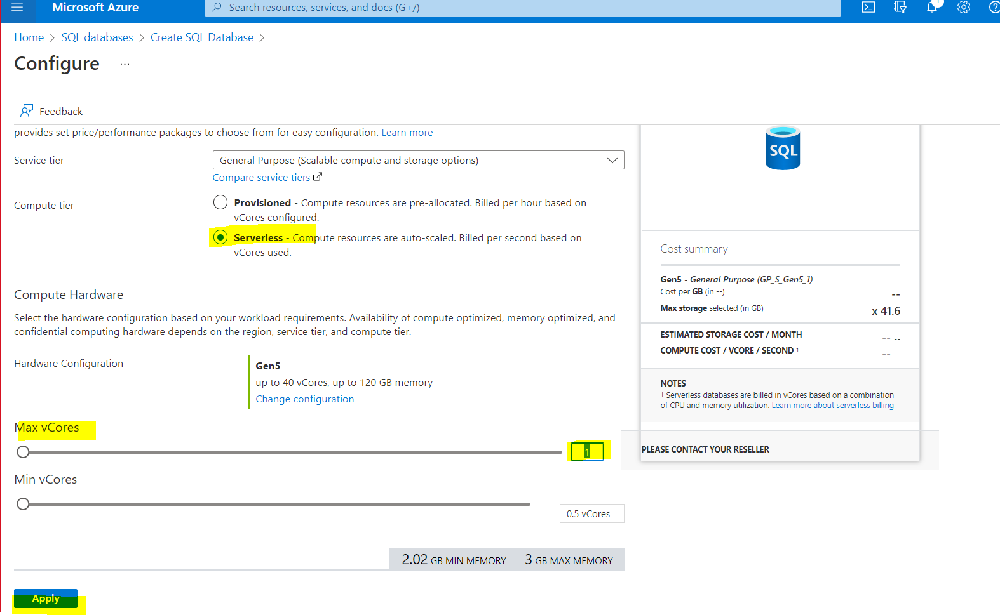 Microsoft Azure
Search resources, services, and docs (G+/)
1
Home > SQL databases > Create SQL Database >
Configure ...
Feedback
provides set price/performance packages to choose from for easy configuration. Learn more
Service tier
General Purpose (Scalable compute and storage options)
Compare service tiers
Compute tier
Provisioned - Compute resources are pre-allocated. Billed per hour based on
vCores configured.
Serverless - Compute resources are auto-scaled. Billed per second based on
vCores used.
Compute Hardware
Select the hardware configuration based on your workload requirements. Availability of compute optimized, memory optimized, and
confidential computing hardware depends on the region, service tier, and compute tier.
Hardware Configuration
Gen5
up to 40 vCores, up to 120 GB memory
Change configuration
Max vCores
1
Min vCores
0.5 vCores
2.02 GB MIN MEMORY 3 GB MAX MEMORY
Apply
SQL
Cost summary
Gen5 - General Purpose (GP_S_Gen5_1)
Cost per GB (in --)
--
Max storage selected (in GB)
x 41.6
ESTIMATED STORAGE COST / MONTH
-- --
COMPUTE COST / VCORE / SECOND ¹
-- --
NOTES
¹ Serverless databases are billed in vCores based on a combination
of CPU and memory utilization. Learn more about serverless billing
PLEASE CONTACT YOUR RESELLER